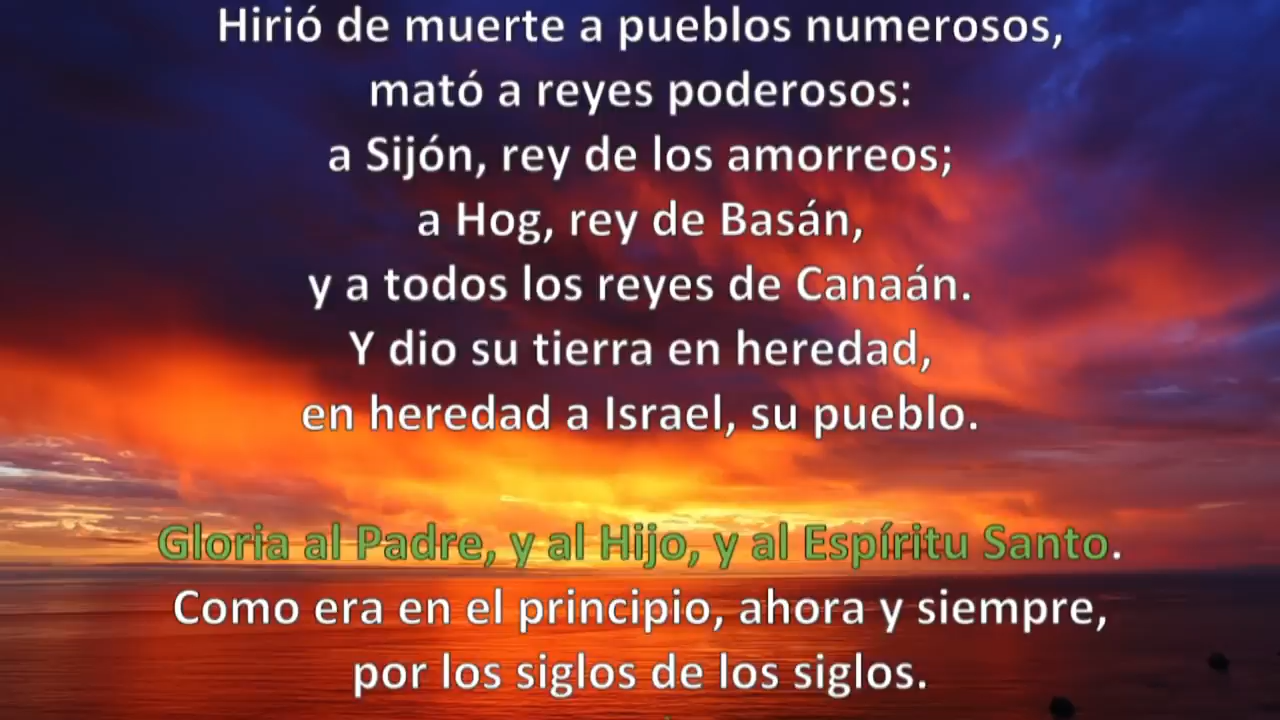 Hirió de muerte a pueblos numerosos,
mató a reyes poderosos:
a Sijón, rey de los amorreos;
a Hog, rey de Basán,
y a todos los reyes de Canaán.
Y dio su tierra en heredad,
en heredad a Israel, su pueblo.
Gloria al Padre, y al Hijo, y al Espíritu Santo.
Como era en el principio, ahora y siempre,
por los siglos de los siglos.